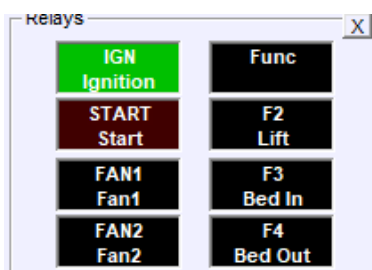 Relays
X
IGN
Ignition
Func
START
Start
F2
Lift
FAN1
Fan1
F3
Bed In
FAN2
Fan2
F4
Bed Out